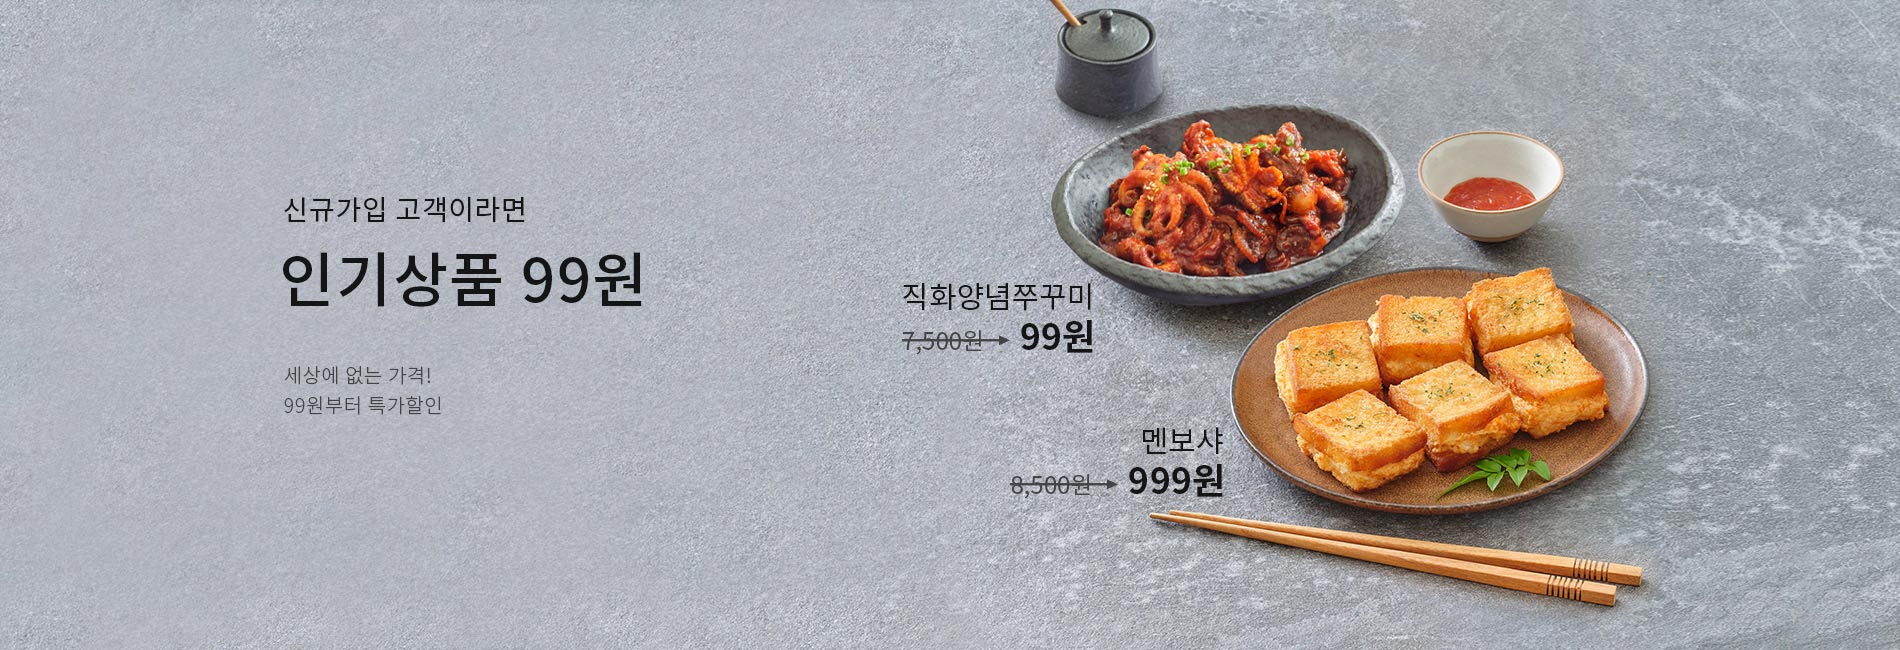 신규가입 고객이라면
인기상품 99원
세상에 없는 가격!
99원부터 특가할인
직화양념쭈꾸미
7,500원 → 99원
멘보샤
8,500원 → 999원